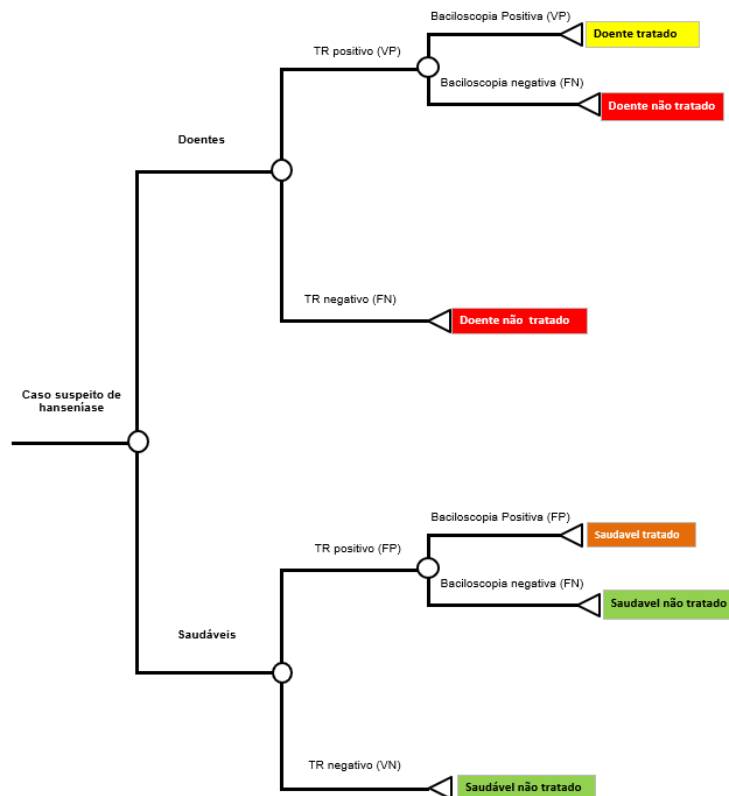 Baciloscopia Positiva (VP)
Doente tratado
TR positivo (VP)
Baciloscopia negativa (FN)
Doente não tratado
Doentes
TR negativo (FN)
Doente não  tratado
Caso suspeito de
hanseníase
Baciloscopia Positiva (FP)
Saudavel tratado
TR positivo (FP)
Baciloscopia negativa (FN)
Saudavel não tratado
Saudáveis
TR negativo (VN)
Saudável não tratado